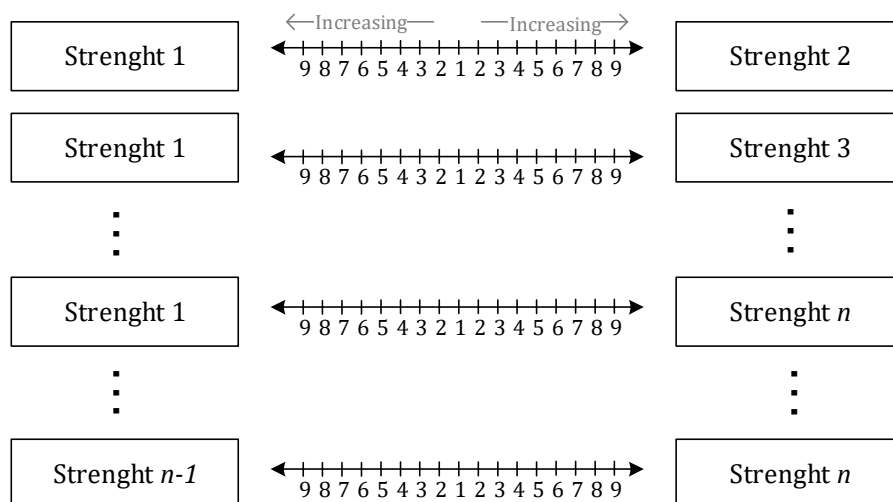 Increasing Increasing
Strenght 1 9 8 7 6 5 4 3 2 1 2 3 4 5 6 7 8 9 Strenght 2
Strenght 1 9 8 7 6 5 4 3 2 1 2 3 4 5 6 7 8 9 Strenght 3
Strenght 1 9 8 7 6 5 4 3 2 1 2 3 4 5 6 7 8 9 Strenght n
Strenght n-1 9 8 7 6 5 4 3 2 1 2 3 4 5 6 7 8 9 Strenght n